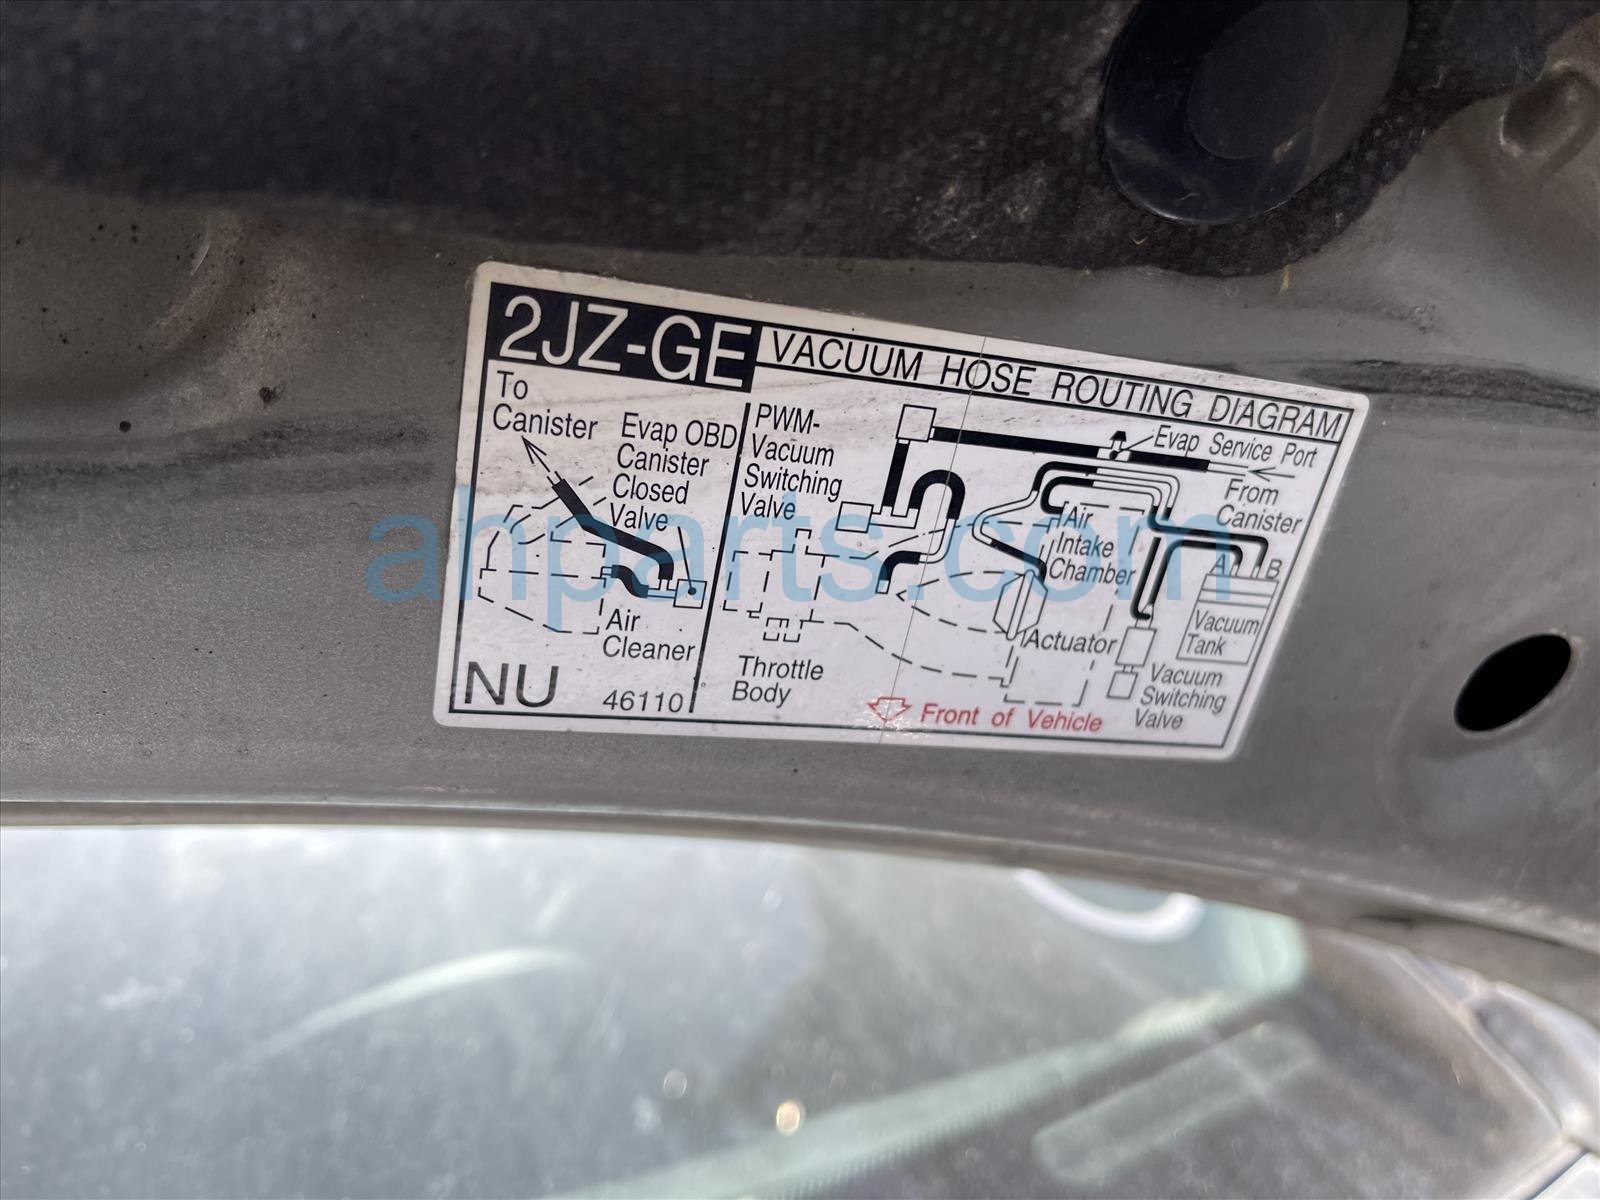 2JZ-GE VACUUM HOSE ROUTING DIAGRAM
To
Canister
Evap OBD
Canister
Closed
Valve
Air
Cleaner
NU
46110
PWM-
Vacuum
Switching
Valve
Throttle
Body
Evap Service Port
From
Canister
Air
Intake
Chamber
Actuator
A
B
Vacuum
Tank
Vacuum
Switching
Valve
Front of Vehicle
ahparts.com